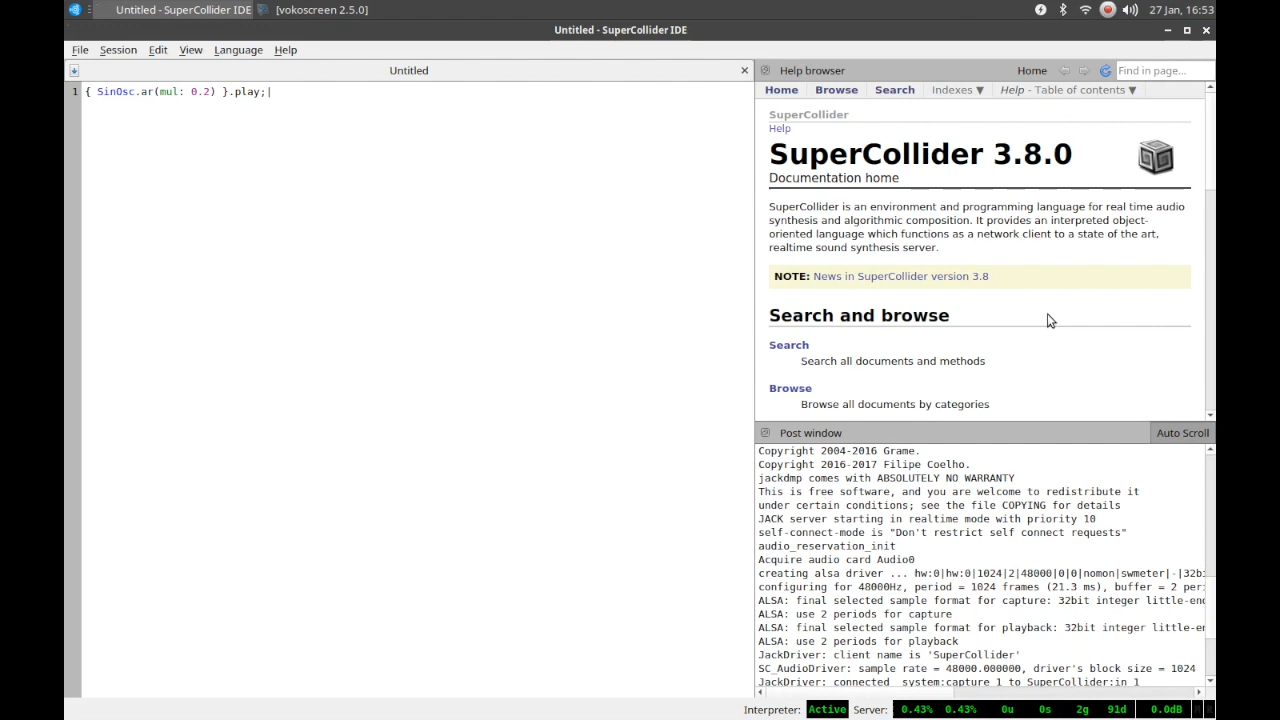 Untitled - SuperCollider IDE
[vokoscreen 2.5.0]
27 Jan, 16:53
Untitled - SuperCollider IDE
File Session Edit View Language Help
Untitled
1 { SinOsc.ar(mul: 0.2) }.play;
Help browser Home Find in page...
Home Browse Search Indexes ▼ Help - Table of contents ▼
SuperCollider
Help
SuperCollider 3.8.0
Documentation home
SuperCollider is an environment and programming language for real time audio
synthesis and algorithmic composition. It provides an interpreted object-
oriented language which functions as a network client to a state of the art,
realtime sound synthesis server.
NOTE: News in SuperCollider version 3.8
Search and browse
Search
Search all documents and methods
Browse
Browse all documents by categories
Post window Auto Scroll
Copyright 2004-2016 Grame.
Copyright 2016-2017 Filipe Coelho.
jackdmp comes with ABSOLUTELY NO WARRANTY
This is free software, and you are welcome to redistribute it
under certain conditions; see the file COPYING for details
JACK server starting in realtime mode with priority 10
self-connect-mode is "Don't restrict self connect requests"
audio_reservation_init
Acquire audio card Audio0
creating alsa driver ... hw:0|hw:0|1024|2|48000|0|0|nomon|swmeter|-|32bi
configuring for 48000Hz, period = 1024 frames (21.3 ms), buffer = 2 peri
ALSA: final selected sample format for capture: 32bit integer little-end
ALSA: use 2 periods for capture
ALSA: final selected sample format for playback: 32bit integer little-en
ALSA: use 2 periods for playback
JackDriver: client name is 'SuperCollider'
SC_AudioDriver: sample rate = 48000.000000, driver's block size = 1024
JackDriver: connected system:capture_1 to SuperCollider:in_1
Interpreter: Active Server: 0.43% 0.43% 0u 0s 2g 91d 0.0dB